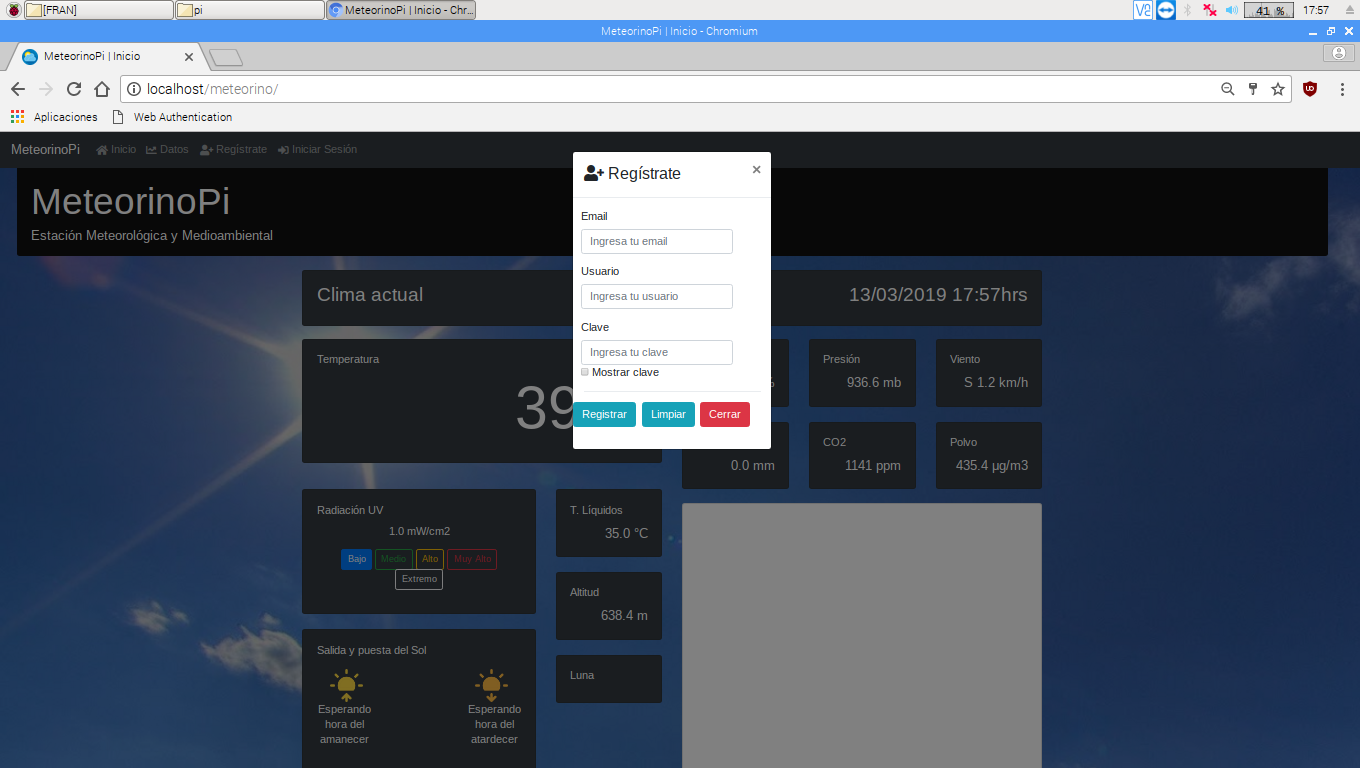 [FRAN]
pi
MeteorinoPi | Inicio - Chr...
41 %
17:57
MeteorinoPi | Inicio - Chromium
MeteorinoPi | Inicio
localhost/meteorino/
Aplicaciones
Web Authentication
MeteorinoPi
Inicio
Datos
Regístrate
Iniciar Sesión
MeteorinoPi
Estación Meteorológica y Medioambiental
Regístrate
×
Email
Ingresa tu email
Usuario
Ingresa tu usuario
Clave
Ingresa tu clave
Mostrar clave
Registrar
Limpiar
Cerrar
Clima actual
13/03/2019 17:57hrs
Temperatura
39
%
Presión
936.6 mb
Viento
S 1.2 km/h
0.0 mm
CO2
1141 ppm
Polvo
435.4 µg/m3
Radiación UV
1.0 mW/cm2
Bajo
Medio
Alto
Muy Alto
Extremo
T. Líquidos
35.0 °C
Altitud
638.4 m
Salida y puesta del Sol
Esperando
hora del
amanecer
Esperando
hora del
atardecer
Luna